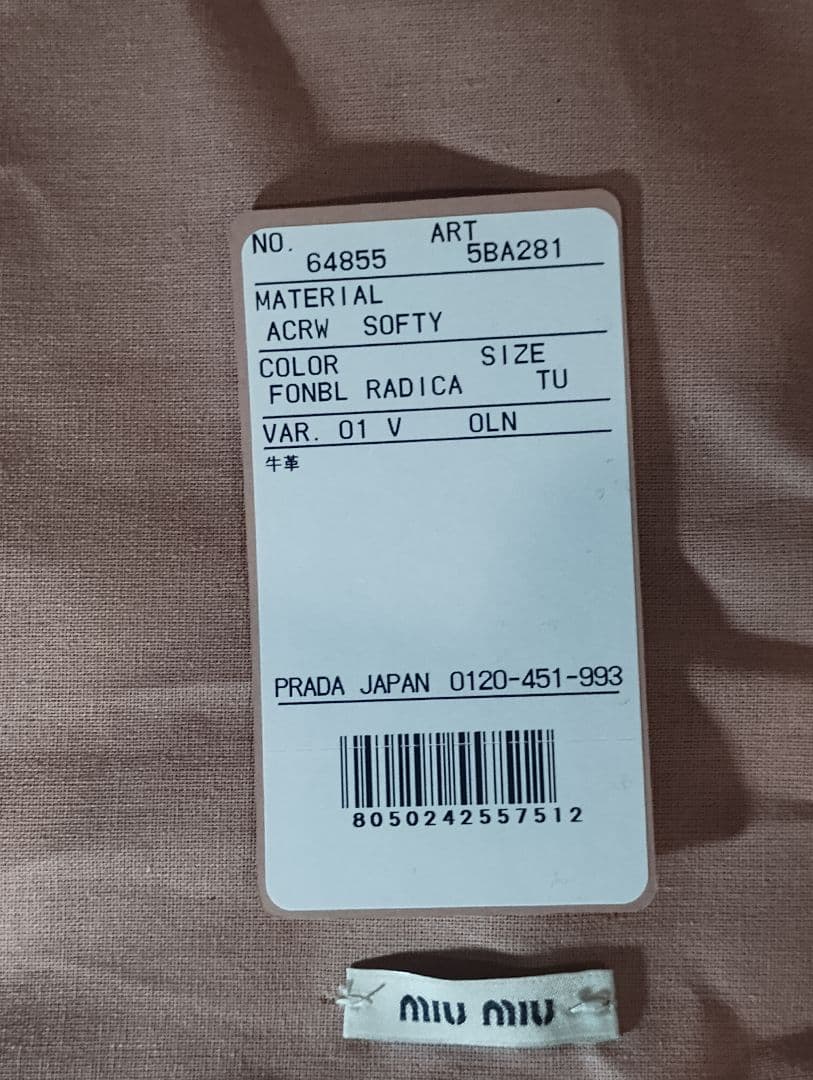 NO. ART
64855 5BA281
MATERIAL
ACRW SOFTY
COLOR SIZE
FONBL RADICA TU
VAR. 01 V OLN
牛革
PRADA JAPAN 0120-451-993
8050242557512
MIU MIU